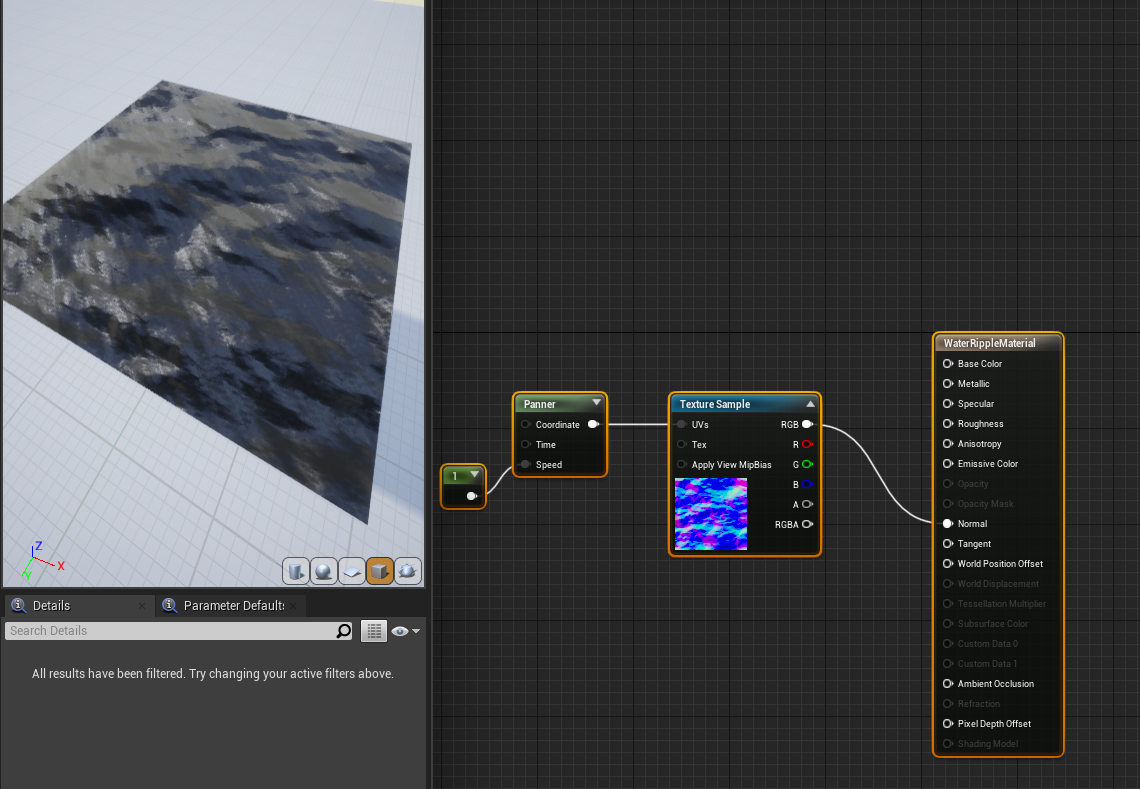 Z
X
Y
Details
Parameter Default
Search Details
All results have been filtered. Try changing your active filters above.
1
Panner
Coordinate
Time
Speed
Texture Sample
UVs
RGB
Tex
R
Apply View MipBias
G
B
A
RGBA
WaterRippleMaterial
Base Color
Metallic
Specular
Roughness
Anisotropy
Emissive Color
Opacity
Opacity Mask
Normal
Tangent
World Position Offset
World Displacement
Tessellation Multiplier
Subsurface Color
Custom Data 0
Custom Data 1
Ambient Occlusion
Refraction
Pixel Depth Offset
Shading Model